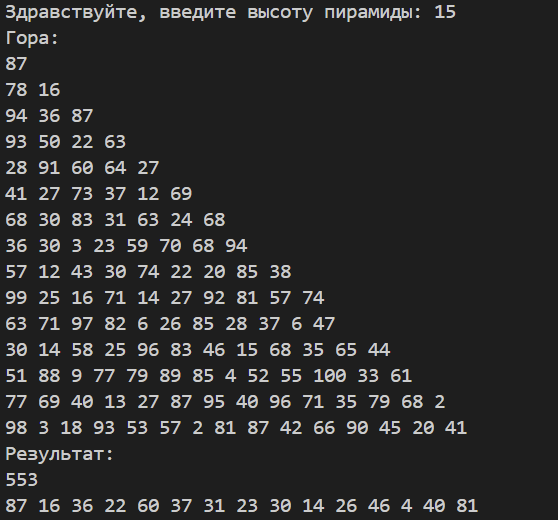 Здравствуйте, введите высоту пирамиды: 15
Гора:
87
78 16
94 36 87
93 50 22 63
28 91 60 64 27
41 27 73 37 12 69
68 30 83 31 63 24 68
36 30 3 23 59 70 68 94
57 12 43 30 74 22 20 85 38
99 25 16 71 14 27 92 81 57 74
63 71 97 82 6 26 85 28 37 6 47
30 14 58 25 96 83 46 15 68 35 65 44
51 88 9 77 79 89 85 4 52 55 100 33 61
77 69 40 13 27 87 95 40 96 71 35 79 68 2
98 3 18 93 53 57 2 81 87 42 66 90 45 20 41
Результат:
553
87 16 36 22 60 37 31 23 30 14 26 46 4 40 81